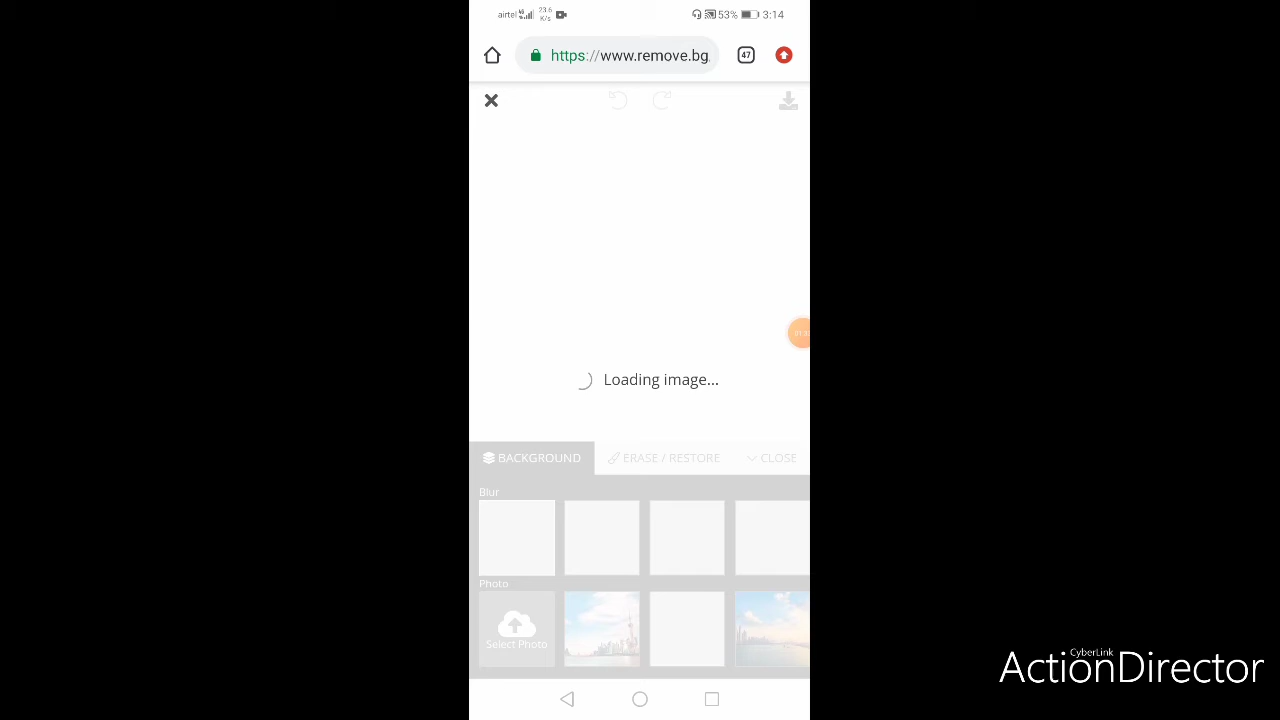 airtel 4G 23.6 K/s 53% 3:14
https://www.remove.bg 47
Loading image...
BACKGROUND ERASE / RESTORE CLOSE
Blur
Photo
Select Photo
CyberLink
ActionDirector